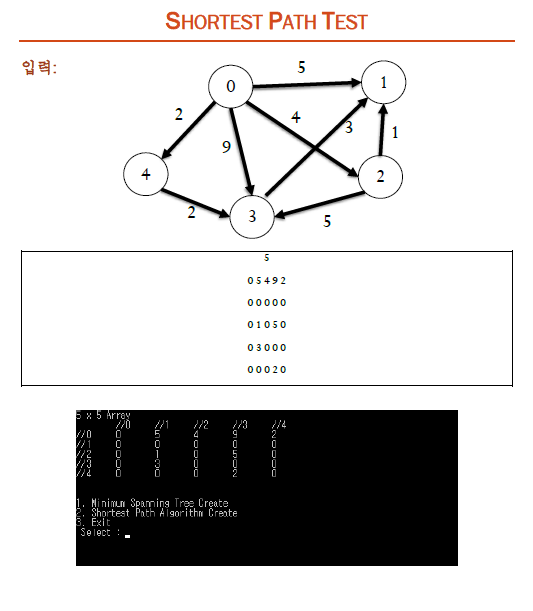 SHORTEST PATH TEST
입력:
5
0
1
2
4
3
9
1
4
2
2
3
5
5
0 5 4 9 2
0 0 0 0 0
0 1 0 5 0
0 3 0 0 0
0 0 0 2 0
5 x 5 Array
//0 //1 //2 //3 //4
//0 0 5 4 9 2
//1 0 0 0 0 0
//2 0 1 0 5 0
//3 0 3 0 0 0
//4 0 0 0 2 0
1. Minimum Spanning Tree Create
2. Shortest Path Algorithm Create
3. Exit
Select :